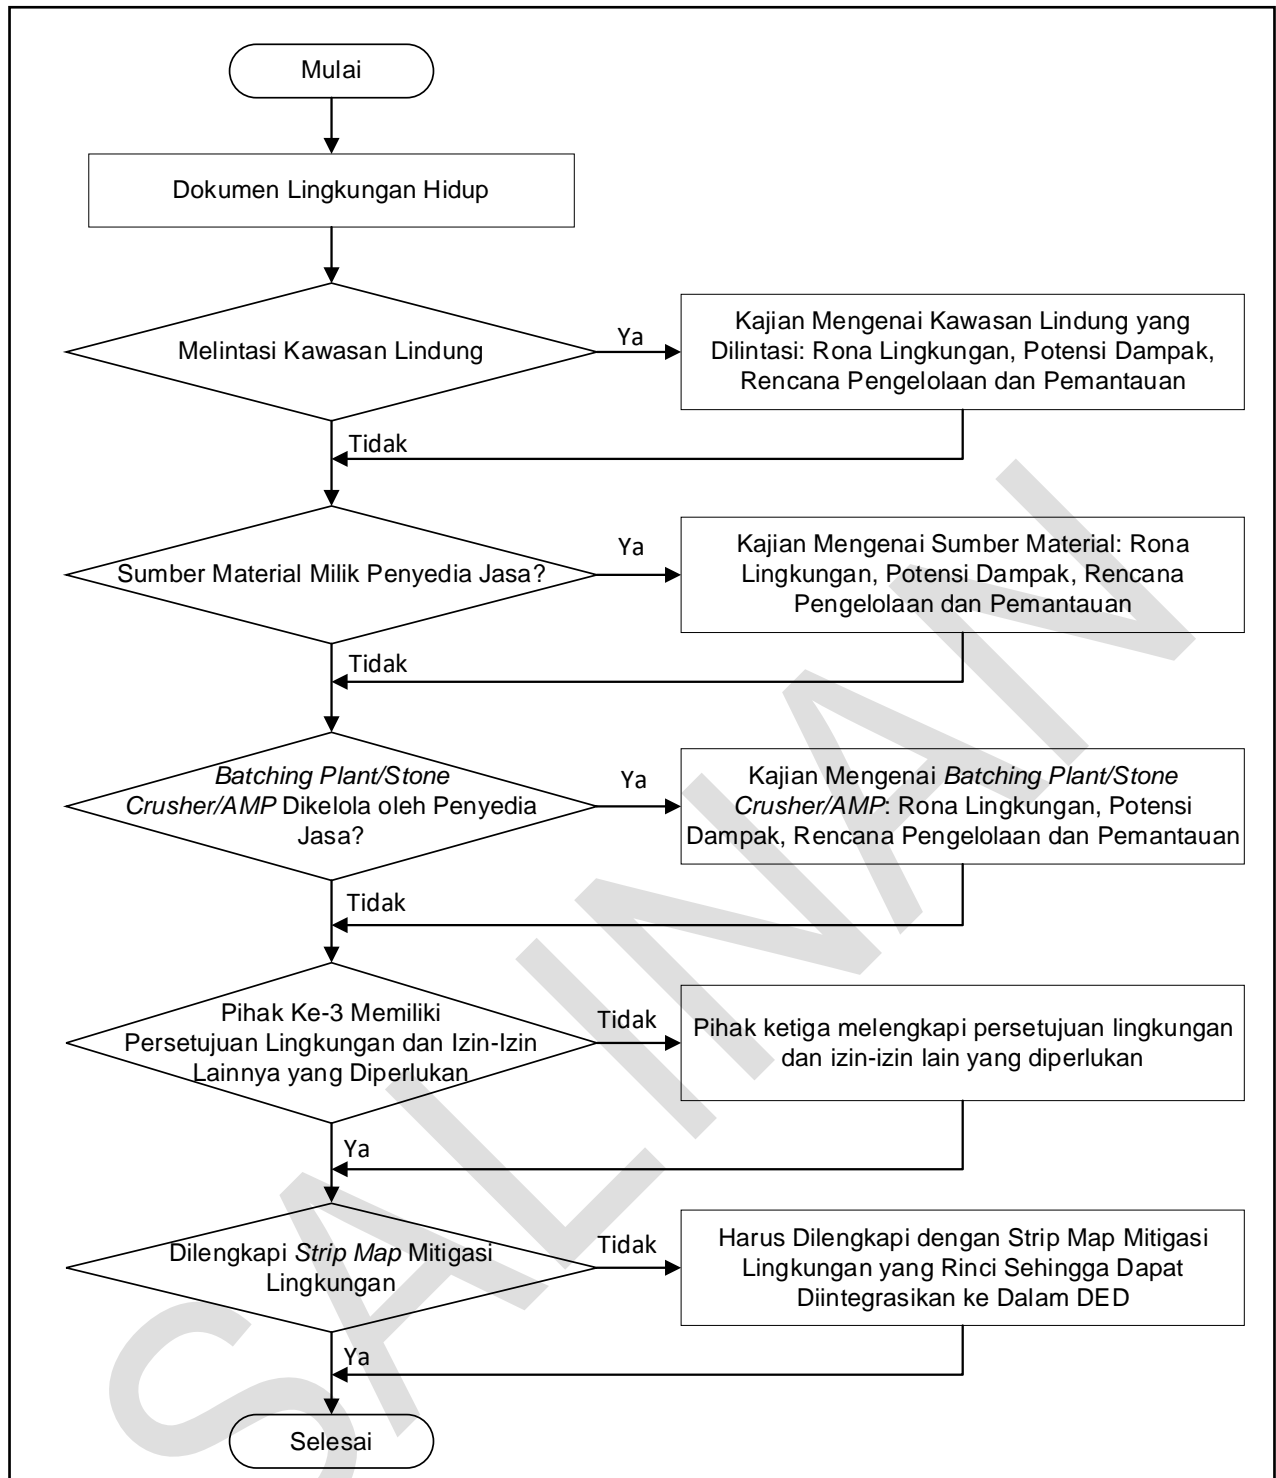 Mulai
Dokumen Lingkungan Hidup
Melintasi Kawasan Lindung
Ya
Kajian Mengenai Kawasan Lindung yang
Dilintasi: Rona Lingkungan, Potensi Dampak,
Rencana Pengelolaan dan Pemantauan
Tidak
Sumber Material Milik Penyedia Jasa?
Ya
Kajian Mengenai Sumber Material: Rona
Lingkungan, Potensi Dampak, Rencana
Pengelolaan dan Pemantauan
Tidak
Batching Plant/Stone
Crusher/AMP Dikelola oleh Penyedia
Jasa?
Ya
Kajian Mengenai Batching Plant/Stone
Crusher/AMP: Rona Lingkungan, Potensi
Dampak, Rencana Pengelolaan dan Pemantauan
Tidak
Pihak Ke-3 Memiliki
Persetujuan Lingkungan dan Izin-Izin
Lainnya yang Diperlukan
Tidak
Pihak ketiga melengkapi persetujuan lingkungan
dan izin-izin lain yang diperlukan
Ya
Dilengkapi Strip Map Mitigasi
Lingkungan
Tidak
Harus Dilengkapi dengan Strip Map Mitigasi
Lingkungan yang Rinci Sehingga Dapat
Diintegrasikan ke Dalam DED
Ya
Selesai
SALINAN